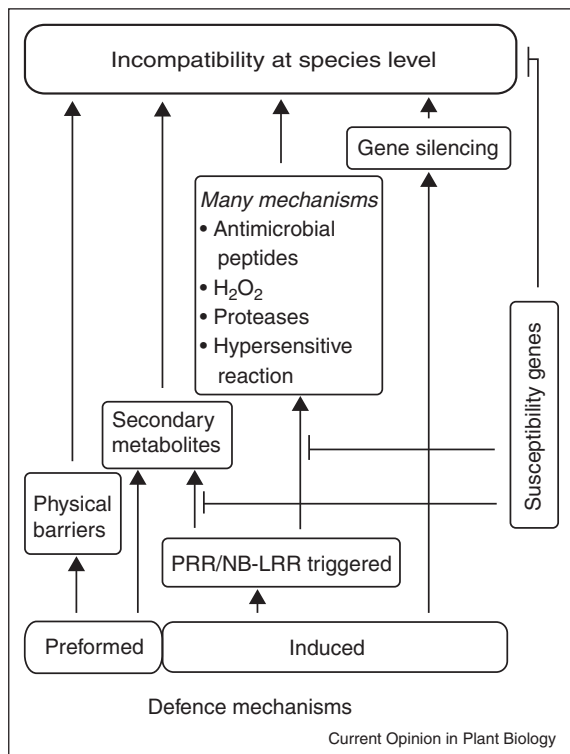 Incompatibility at species level
Gene silencing
Many mechanisms
• Antimicrobial
peptides
• H₂O₂
• Proteases
• Hypersensitive
reaction
Susceptibility genes
Secondary
metabolites
Physical
barriers
PRR/NB-LRR triggered
Preformed
Induced
Defence mechanisms
Current Opinion in Plant Biology